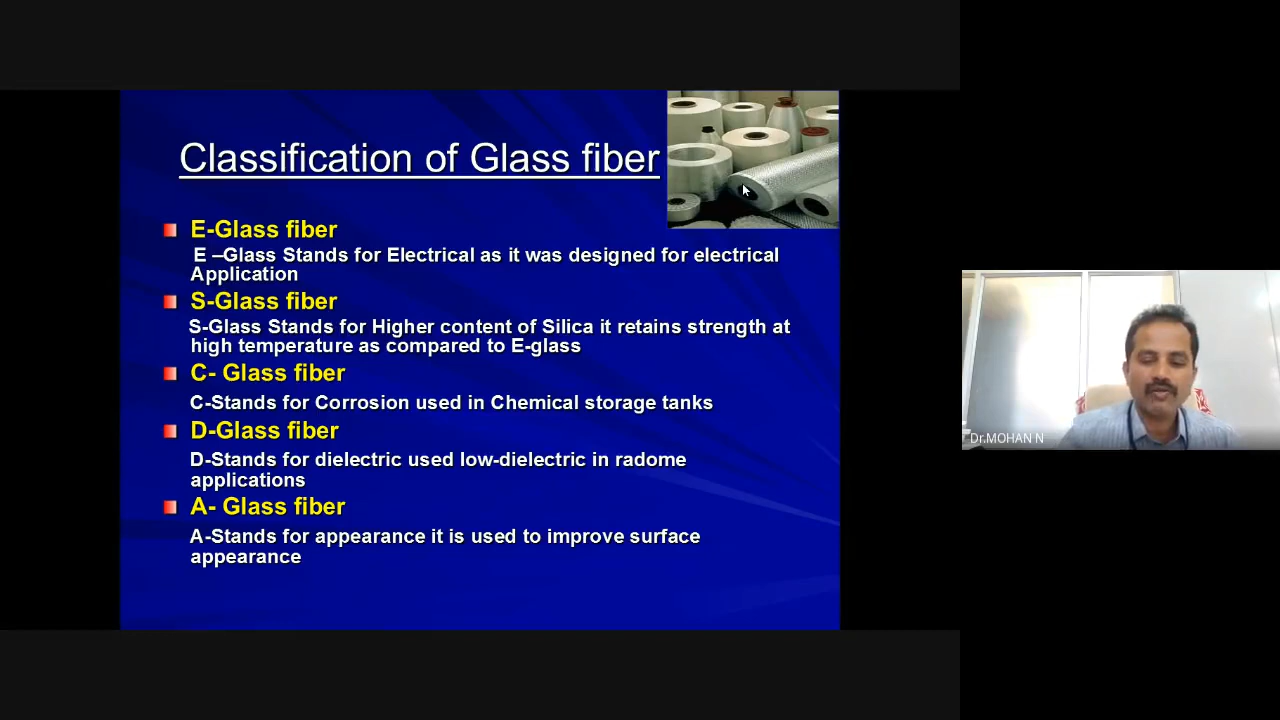 Classification of Glass fiber
E-Glass fiber
E –Glass Stands for Electrical as it was designed for electrical
Application
S-Glass fiber
S-Glass Stands for Higher content of Silica it retains strength at
high temperature as compared to E-glass
C- Glass fiber
C-Stands for Corrosion used in Chemical storage tanks
D-Glass fiber
D-Stands for dielectric used low-dielectric in radome
applications
A- Glass fiber
A-Stands for appearance it is used to improve surface
appearance
Dr.MOHAN N